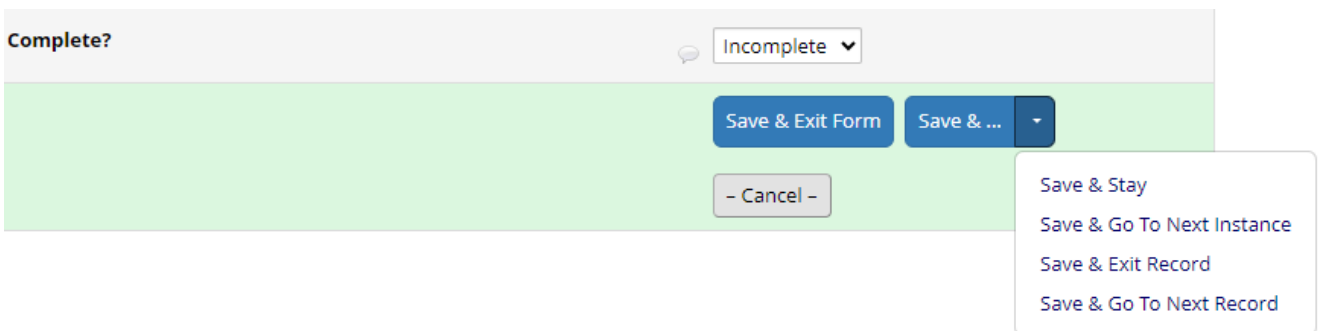 Complete?
Incomplete
Save & Exit Form
Save & ...
– Cancel –
Save & Stay
Save & Go To Next Instance
Save & Exit Record
Save & Go To Next Record